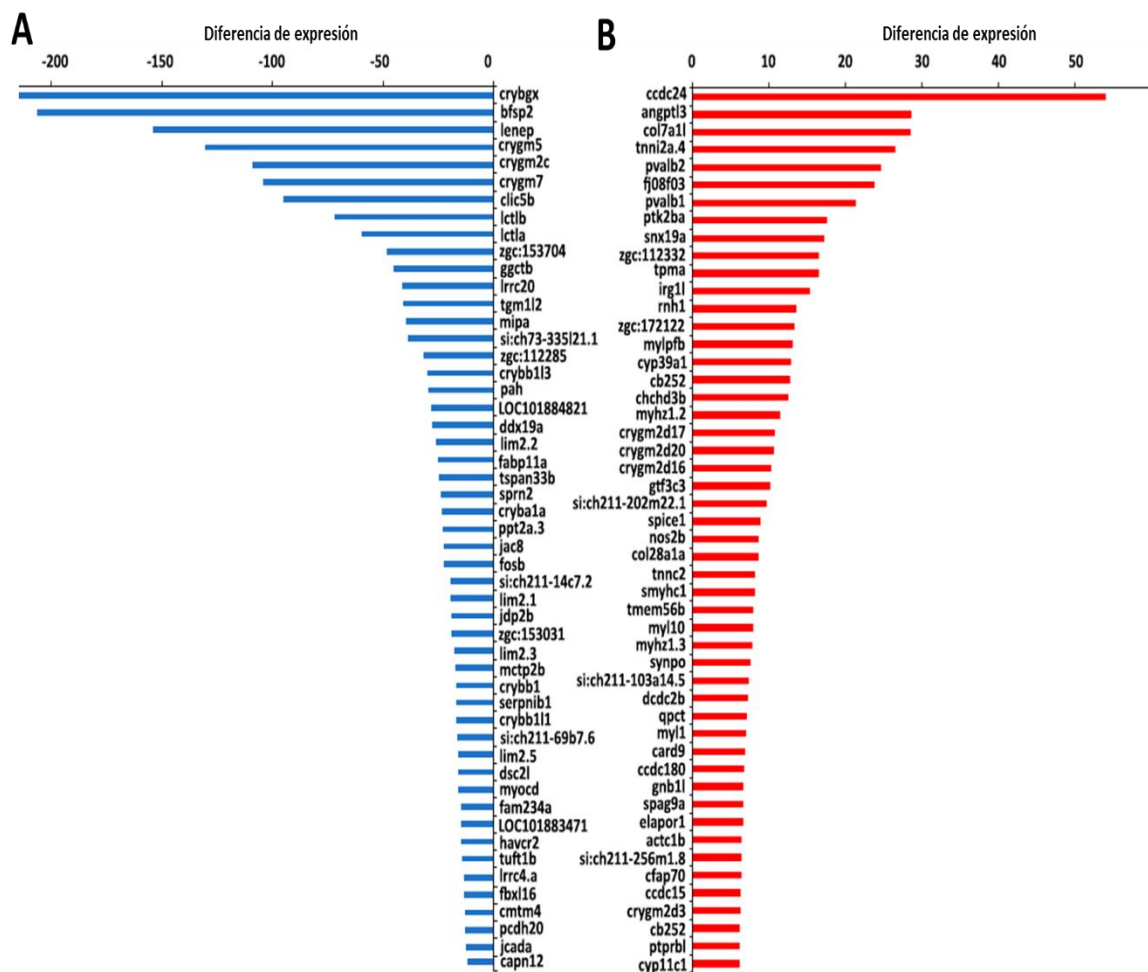 A
Diferencia de expresión
-200 -150 -100 -50 0
crybgx
bfsp2
lenep
crygm5
crygm2c
crygm7
clic5b
lctlb
lctla
zgc:153704
ggctb
lrrc20
tgm1l2
mipa
si:ch73-335l21.1
zgc:112285
crybb1l3
pah
LOC101884821
ddx19a
lim2.2
fabp11a
tspan33b
sprn2
cryba1a
ppt2a.3
jac8
fosb
si:ch211-14c7.2
lim2.1
jdp2b
zgc:153031
lim2.3
mctp2b
crybb1
serpnib1
crybb1l1
si:ch211-69b7.6
lim2.5
dsc2l
myocd
fam234a
LOC101883471
havcr2
tuft1b
lrrc4.a
fbxl16
cmtm4
pcdh20
jcada
capn12
B
Diferencia de expresión
0 10 20 30 40 50
ccdc24
angptl3
col7a1l
tnni2a.4
pvalb2
fj08f03
pvalb1
ptk2ba
snx19a
zgc:112332
tpma
irg1l
rnh1
zgc:172122
mylpfb
cyp39a1
cb252
chchd3b
myhz1.2
crygm2d17
crygm2d20
crygm2d16
gtf3c3
si:ch211-202m22.1
spice1
nos2b
col28a1a
tnnc2
smyhc1
tmem56b
myl10
myhz1.3
synpo
si:ch211-103a14.5
dcdc2b
qpct
myl1
card9
ccdc180
gnb1l
spag9a
elapor1
actc1b
si:ch211-256m1.8
cfap70
ccdc15
crygm2d3
cb252
ptprbl
cyp11c1